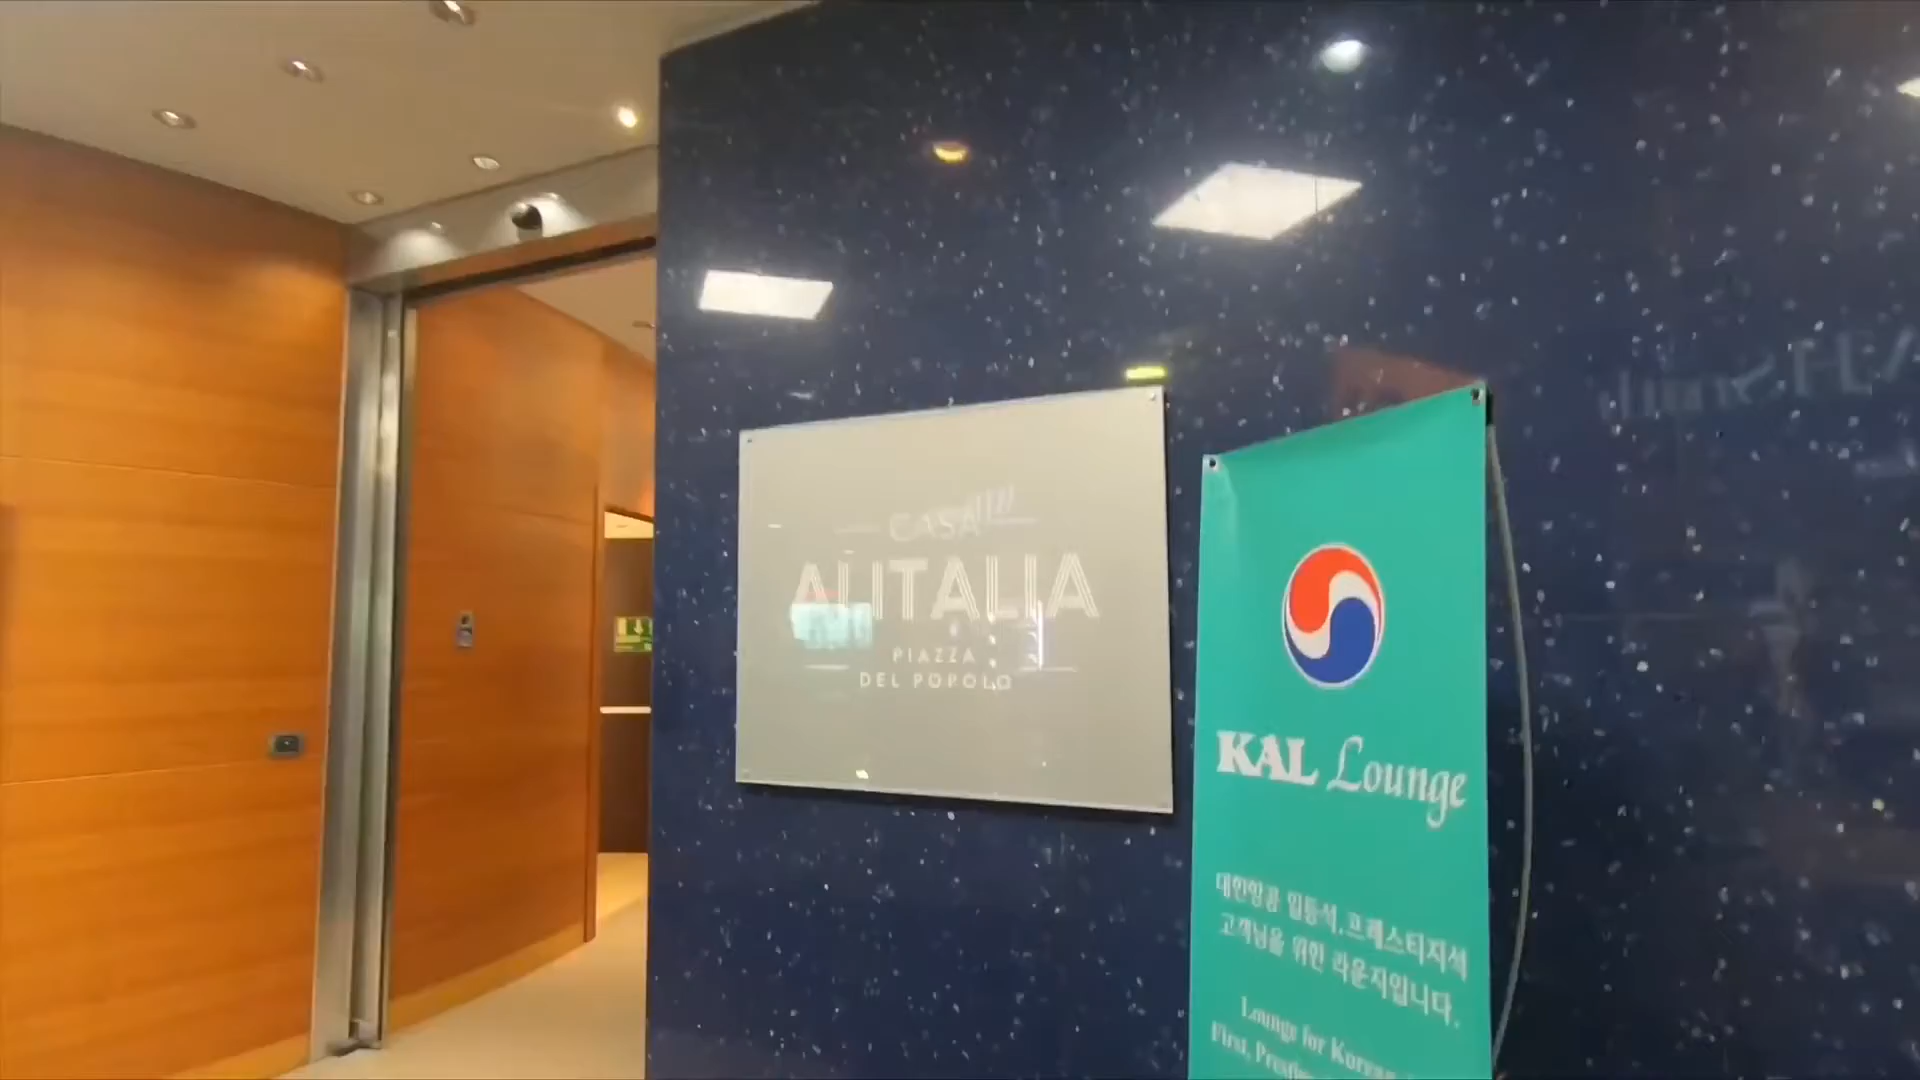 CASA
ALITALIA
PIAZZA
DEL POPOLO
KAL Lounge
대한항공 일등석, 프레스티지석
고객님을 위한 라운지입니다.
Lounge for Korean
First,